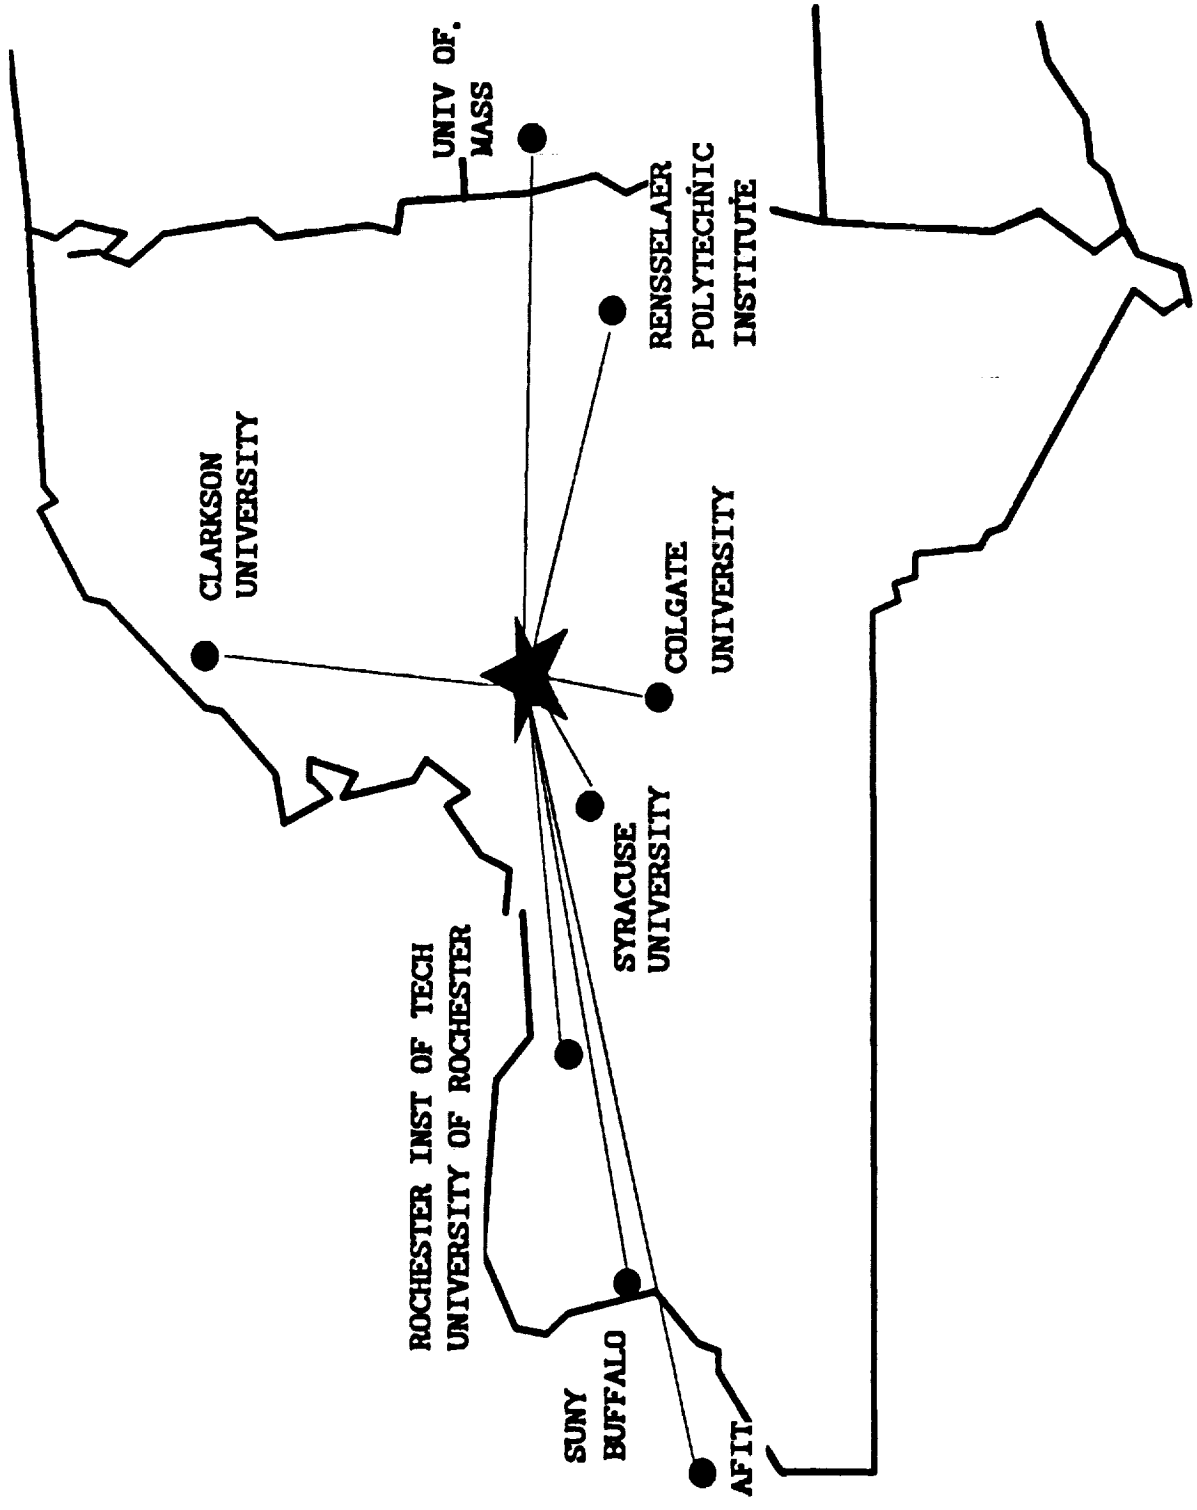 CLARKSON
UNIVERSITY
UNIV OF.
MASS
ROCHESTER INST OF TECH
UNIVERSITY OF ROCHESTER
SUNY
BUFFALO
AFIT
SYRACUSE
UNIVERSITY
COLGATE
UNIVERSITY
RENSSELAER
POLYTECHNIC
INSTITUTE